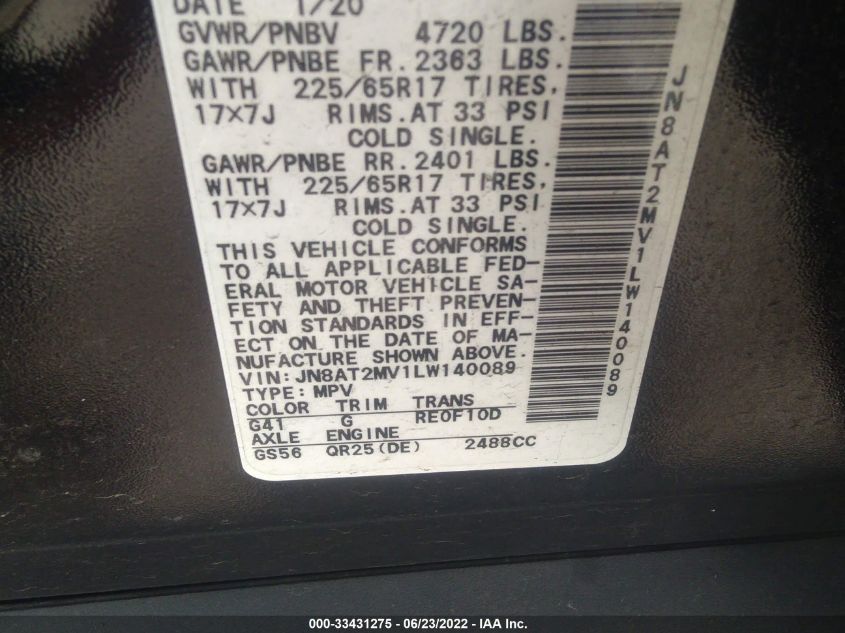 DATE 1/20
GVWR/PNBV 4720 LBS.
GAWR/PNBE FR. 2363 LBS.
WITH 225/65R17 TIRES,
17×7J RIMS.AT 33 PSI
COLD SINGLE.
GAWR/PNBE RR. 2401 LBS.
WITH 225/65R17 TIRES,
17×7J RIMS.AT 33 PSI
COLD SINGLE.
THIS VEHICLE CONFORMS
TO ALL APPLICABLE FED-
ERAL MOTOR VEHICLE SA-
FETY AND THEFT PREVEN-
TION STANDARDS IN EFF-
ECT ON THE DATE OF MA-
NUFACTURE SHOWN ABOVE.
VIN:JN8AT2MV1LW140089
TYPE:MPV
COLOR TRIM TRANS
G41 G RE0F10D
AXLE ENGINE
GS56 QR25(DE) 2488CC
JN8AT2MV1LW140089
000-33431275 - 06/23/2022 - IAA Inc.